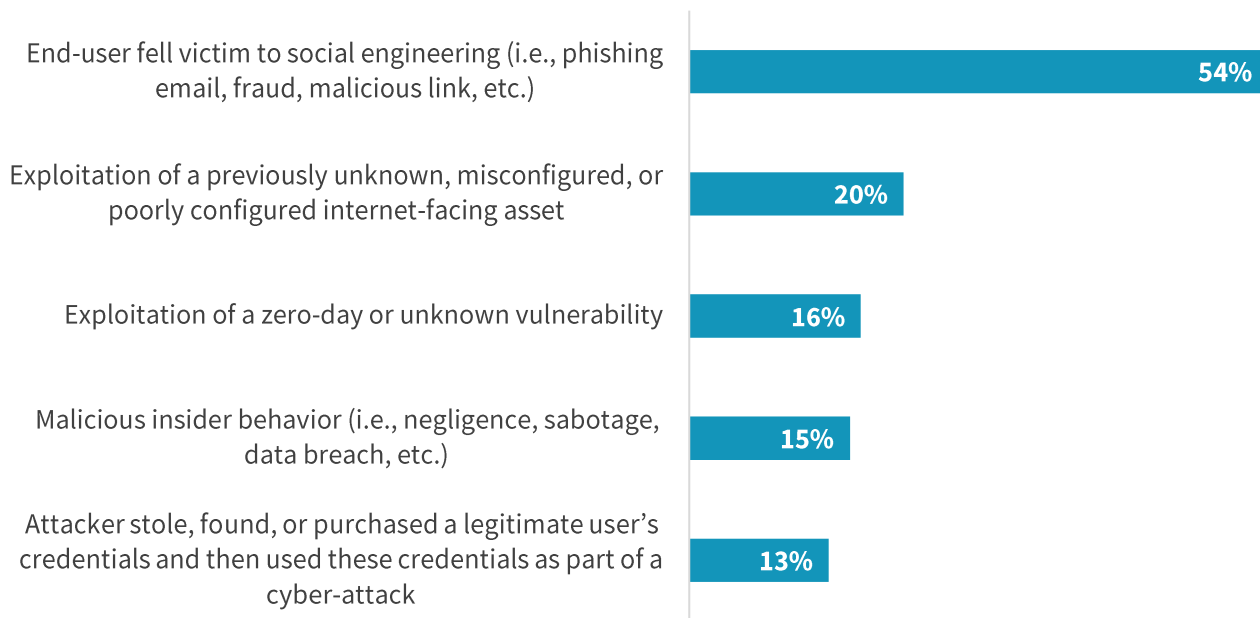 End-user fell victim to social engineering (i.e., phishing
email, fraud, malicious link, etc.)
54%
Exploitation of a previously unknown, misconfigured, or
poorly configured internet-facing asset
20%
Exploitation of a zero-day or unknown vulnerability
16%
Malicious insider behavior (i.e., negligence, sabotage,
data breach, etc.)
15%
Attacker stole, found, or purchased a legitimate user’s
credentials and then used these credentials as part of a
cyber-attack
13%